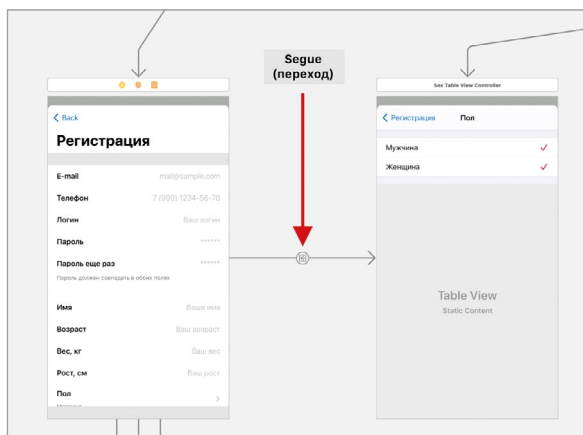 Segue
(переход)
Sex Table View Controller
Back
Регистрация
E-mail
mail@sample.com
Телефон
7 (999) 1234-56-78
Логин
Ваш логин
Пароль
******
Пароль еще раз
******
Пароль должен совпадать в обоих полях
Имя
Ваше имя
Возраст
Ваш возраст
Вес, кг
Ваш вес
Рост, см
Ваш рост
Пол
Регистрация
Пол
Мужчина
Женщина
Table View
Static Content